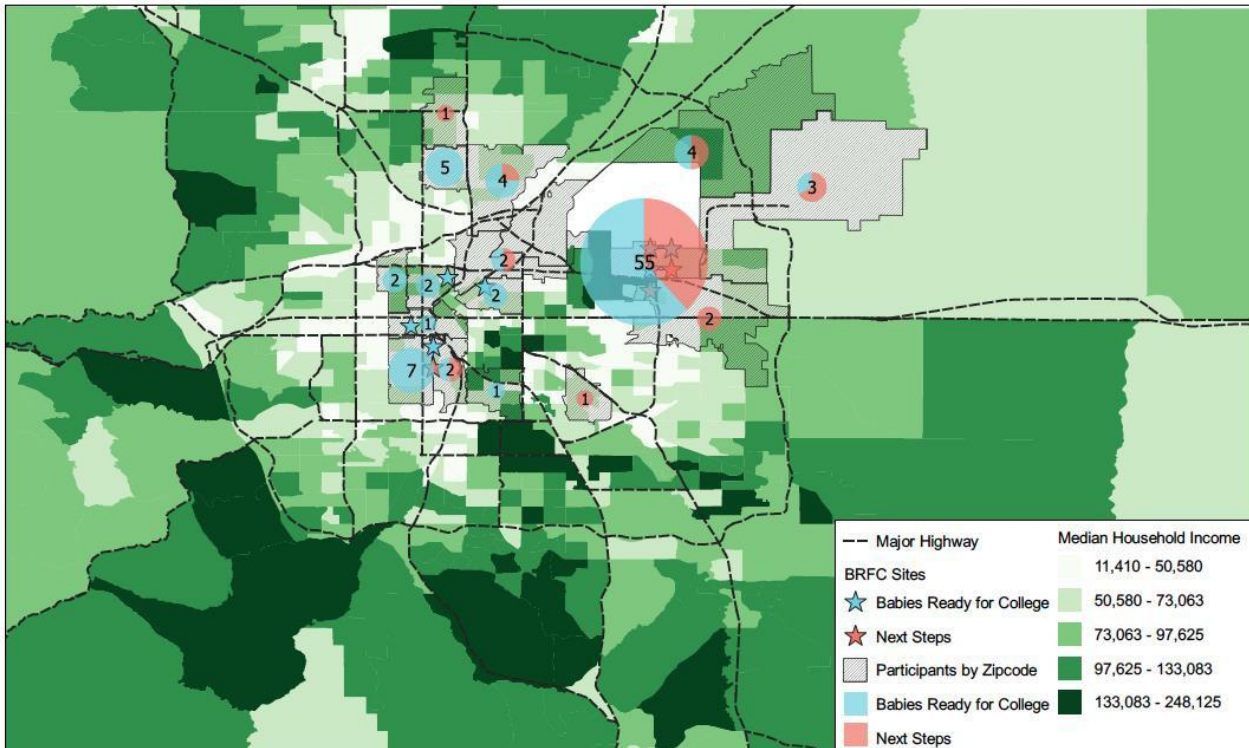 1
5
4
4
3
55
2
2
2
2
2
1
7
2
1
1
Major Highway
BRFC Sites
Babies Ready for College
Next Steps
Participants by Zipcode
Babies Ready for College
Next Steps
Median Household Income
11,410 - 50,580
50,580 - 73,063
73,063 - 97,625
97,625 - 133,083
133,083 - 248,125